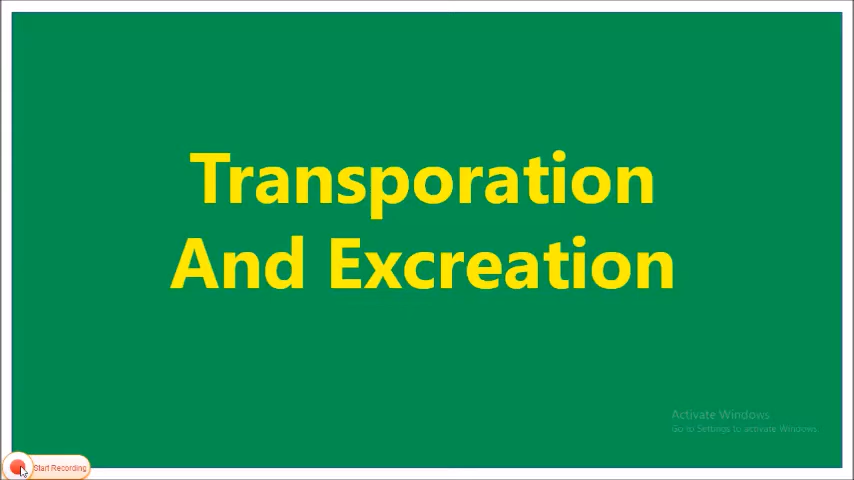 Transporation
And Excreation
Activate Windows
Go to Settings to activate Windows.
Start Recording